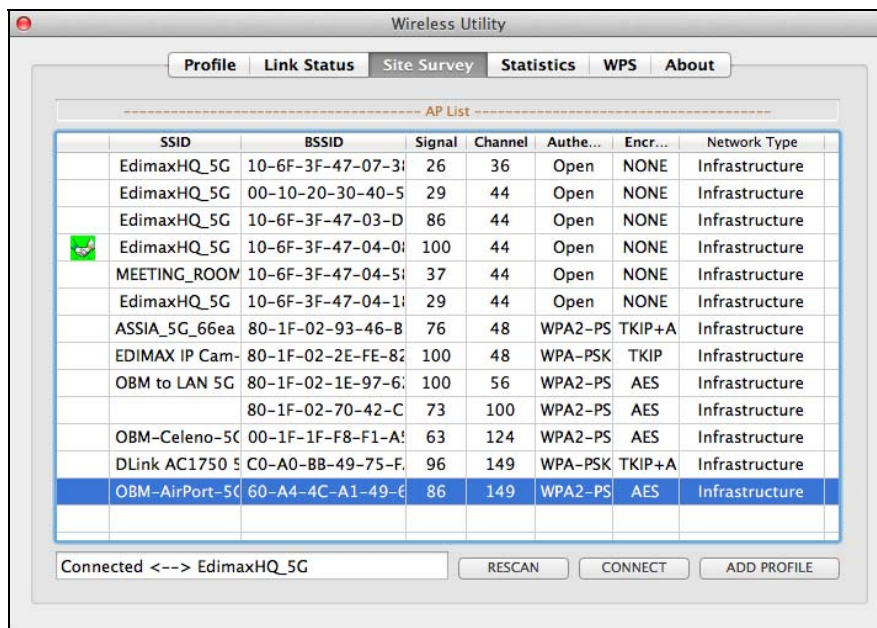 Wireless Utility
Profile Link Status Site Survey Statistics WPS About
------------------------------------ AP List ------------------------------------
SSID BSSID Signal Channel Authe... Encr... Network Type
EdimaxHQ_5G 10-6F-3F-47-07-3 26 36 Open NONE Infrastructure
EdimaxHQ_5G 00-10-20-30-40-5 29 44 Open NONE Infrastructure
EdimaxHQ_5G 10-6F-3F-47-03-D 86 44 Open NONE Infrastructure
EdimaxHQ_5G 10-6F-3F-47-04-0 100 44 Open NONE Infrastructure
MEETING_ROOM 10-6F-3F-47-04-5 37 44 Open NONE Infrastructure
EdimaxHQ_5G 10-6F-3F-47-04-1 29 44 Open NONE Infrastructure
ASSIA_5G_66ea 80-1F-02-93-46-B 76 48 WPA2-PS TKIP+A Infrastructure
EDIMAX IP Cam- 80-1F-02-2E-FE-82 100 48 WPA-PSK TKIP Infrastructure
OBM to LAN 5G 80-1F-02-1E-97-6 100 56 WPA2-PS AES Infrastructure
80-1F-02-70-42-C 73 100 WPA2-PS AES Infrastructure
OBM-Celeno-5 00-1F-1F-F8-F1-A 63 124 WPA2-PS AES Infrastructure
DLink AC1750 5 C0-A0-BB-49-75-F 96 149 WPA-PSK TKIP+A Infrastructure
OBM-AirPort-5 60-A4-4C-A1-49-6 86 149 WPA2-PS AES Infrastructure
Connected <--> EdimaxHQ_5G RESCAN CONNECT ADD PROFILE